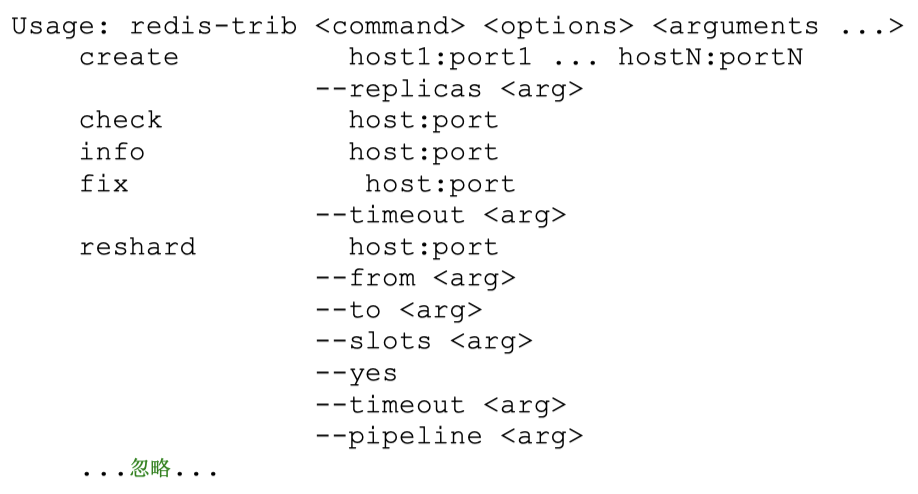 Usage: redis-trib <command> <options> <arguments ...>
create host1:port1 ... hostN:portN
--replicas <arg>
check host:port
info host:port
fix host:port
--timeout <arg>
reshard host:port
--from <arg>
--to <arg>
--slots <arg>
--yes
--timeout <arg>
--pipeline <arg>
...忽略...